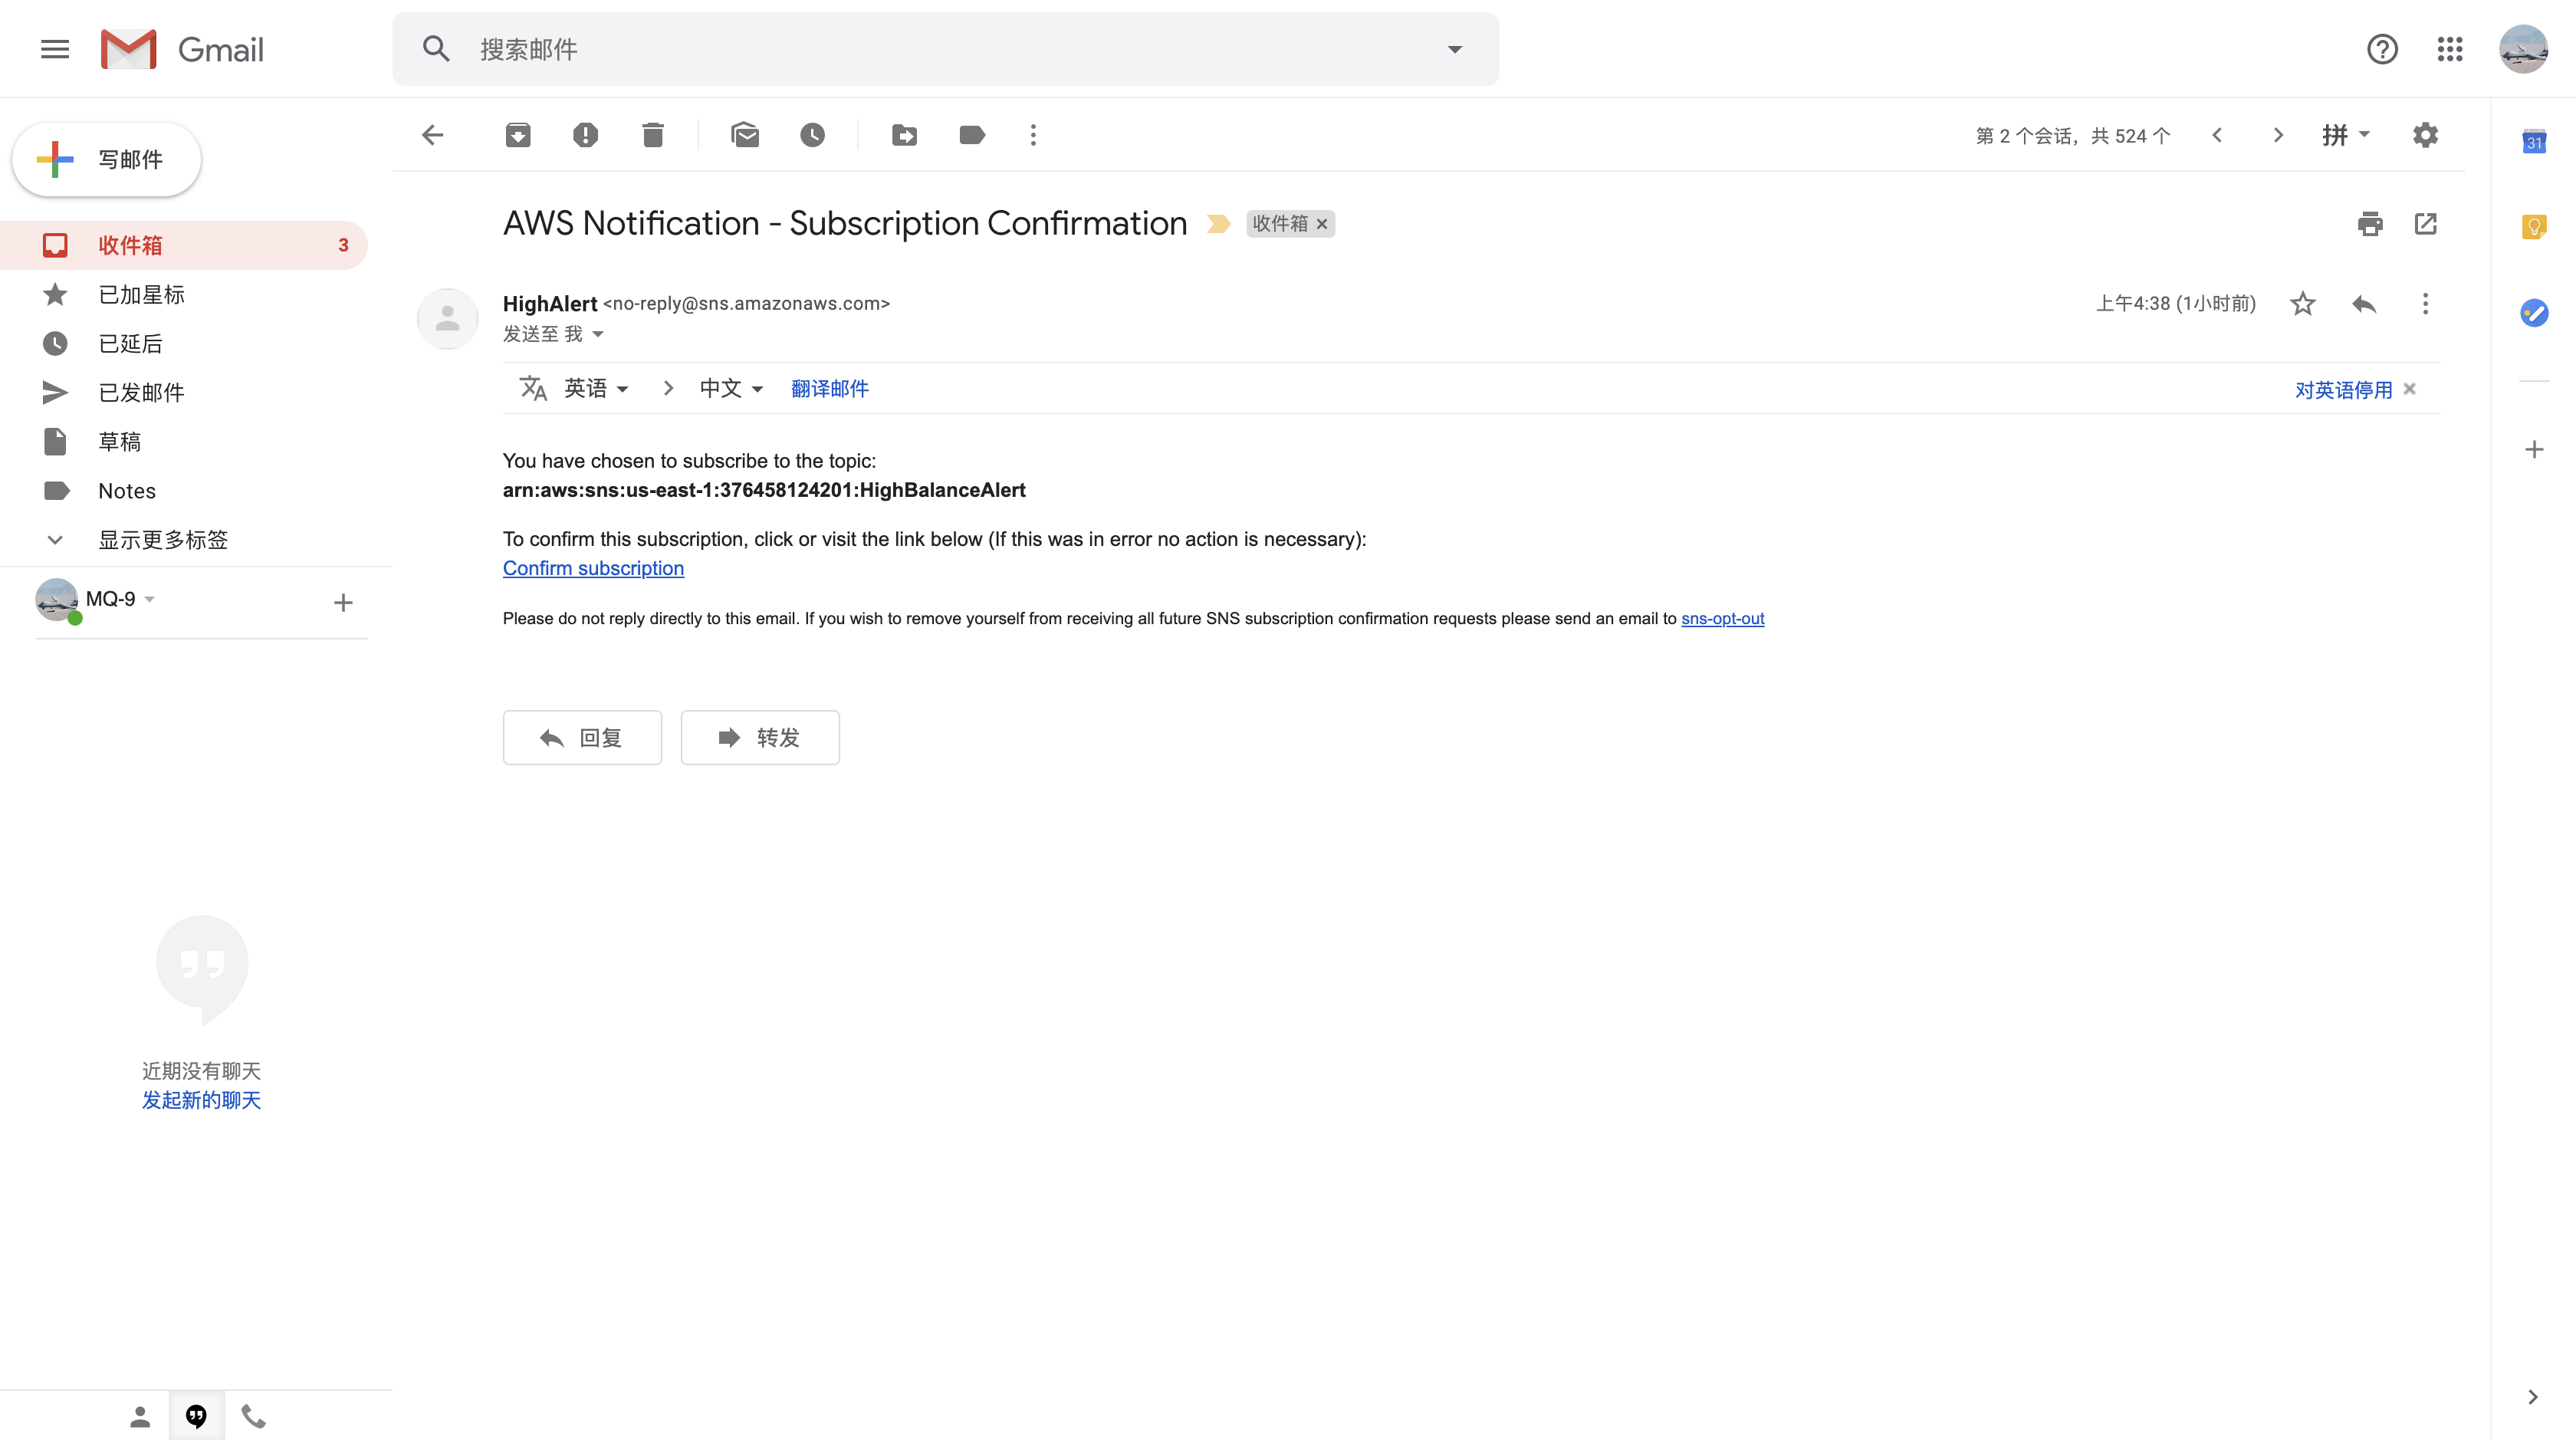 Gmail
搜索邮件
写邮件
收件箱 3
已加星标
已延后
已发邮件
草稿
Notes
显示更多标签
MQ-9
近期没有聊天
发起新的聊天
第 2 个会话，共 524 个
拼
AWS Notification - Subscription Confirmation 收件箱
HighAlert <no-reply@sns.amazonaws.com>
上午4:38 (1小时前)
发送至 我
英语 中文 翻译邮件
对英语停用
You have chosen to subscribe to the topic:
arn:aws:sns:us-east-1:376458124201:HighBalanceAlert
To confirm this subscription, click or visit the link below (If this was in error no action is necessary):
Confirm subscription
Please do not reply directly to this email. If you wish to remove yourself from receiving all future SNS subscription confirmation requests please send an email to sns-opt-out
回复
转发
31